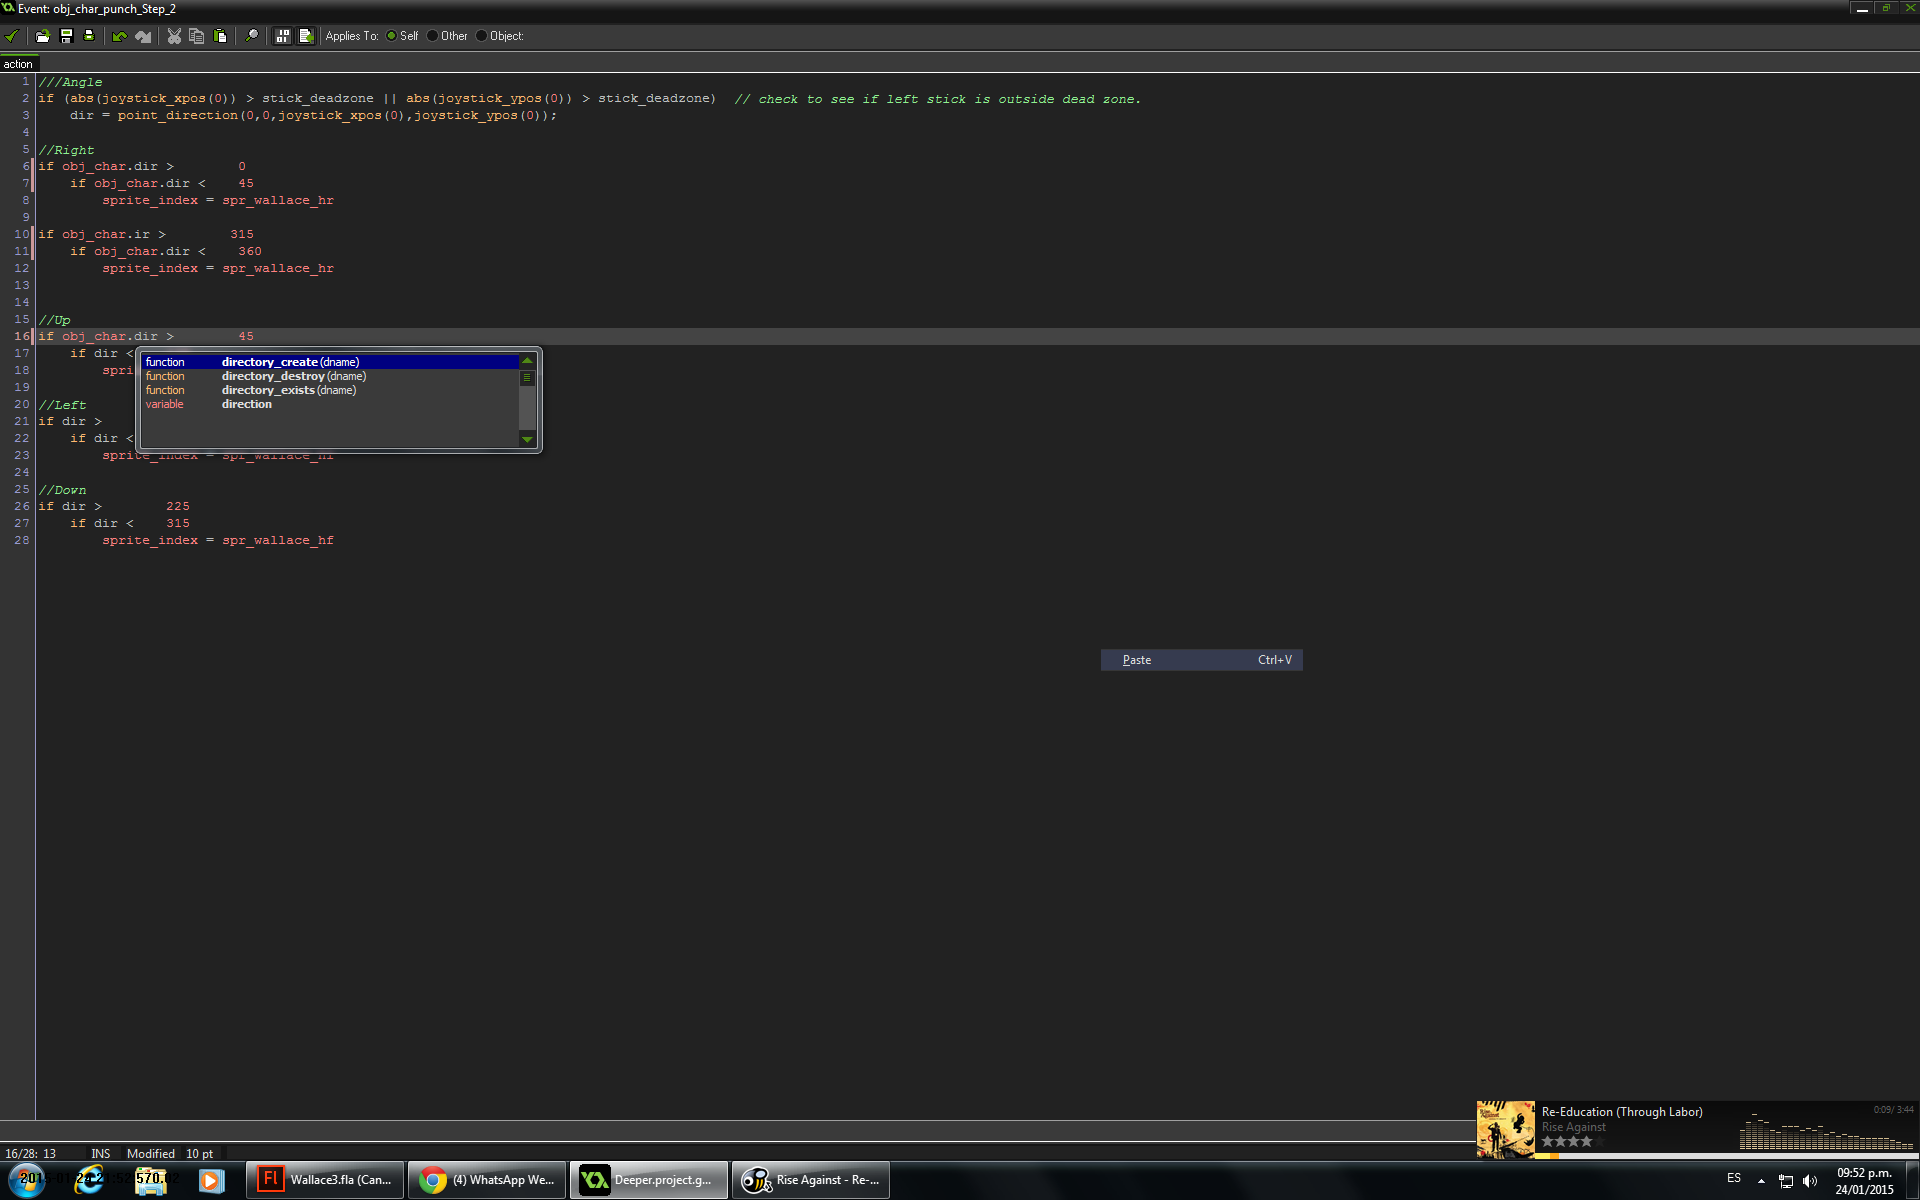 Event: obj_char_punch_Step_2
Applies To: Self Other Object:
action
1 ///Angle
2 if (abs(joystick_xpos(0)) > stick_deadzone || abs(joystick_ypos(0)) > stick_deadzone) // check to see if left stick is outside dead zone.
3 dir = point_direction(0,0,joystick_xpos(0),joystick_ypos(0));
4
5 //Right
6 if obj_char.dir > 0
7 if obj_char.dir < 45
8 sprite_index = spr_wallace_hr
9
10 if obj_char.ir > 315
11 if obj_char.dir < 360
12 sprite_index = spr_wallace_hr
13
14
15 //Up
16 if obj_char.dir > 45
17 if dir <
18 spri
19
20 //Left
21 if dir >
22 if dir <
23 sprite_index = spr_wallace_hl
24
25 //Down
26 if dir > 225
27 if dir < 315
28 sprite_index = spr_wallace_hf
function directory_create(dname)
function directory_destroy(dname)
function directory_exists(dname)
variable direction
Paste Ctrl+V
Re-Education (Through Labor) 0:09/ 3:44
Rise Against
16/28: 13 INS Modified 10 pt
Fl Wallace3.fla (Can...
(4) WhatsApp We...
Deeper.project.g...
Rise Against - Re-...
ES
09:52 p.m.
24/01/2015